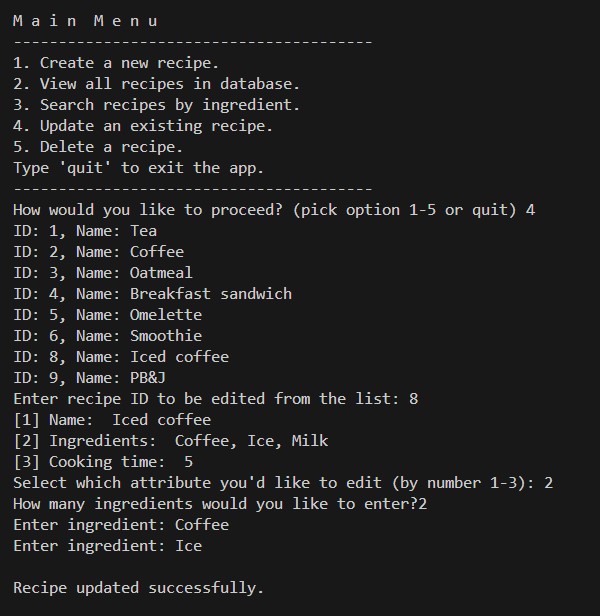 M a i n  M e n u
----------------------------------------
1. Create a new recipe.
2. View all recipes in database.
3. Search recipes by ingredient.
4. Update an existing recipe.
5. Delete a recipe.
Type 'quit' to exit the app.
----------------------------------------
How would you like to proceed? (pick option 1-5 or quit) 4
ID: 1, Name: Tea
ID: 2, Name: Coffee
ID: 3, Name: Oatmeal
ID: 4, Name: Breakfast sandwich
ID: 5, Name: Omelette
ID: 6, Name: Smoothie
ID: 8, Name: Iced coffee
ID: 9, Name: PB&J
Enter recipe ID to be edited from the list: 8
[1] Name:  Iced coffee
[2] Ingredients:  Coffee, Ice, Milk
[3] Cooking time:  5
Select which attribute you'd like to edit (by number 1-3): 2
How many ingredients would you like to enter?2
Enter ingredient: Coffee
Enter ingredient: Ice

Recipe updated successfully.